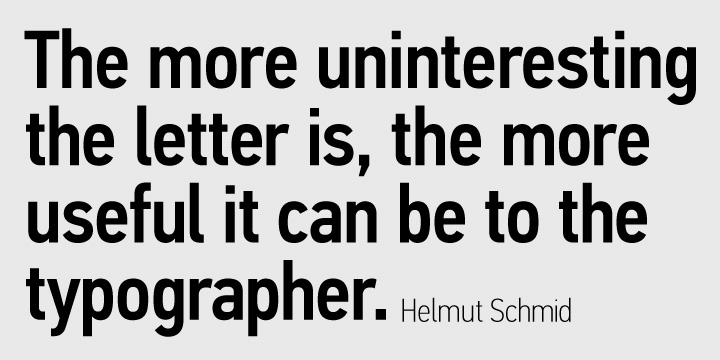 The more uninteresting
the letter is, the more
useful it can be to the
typographer. Helmut Schmid